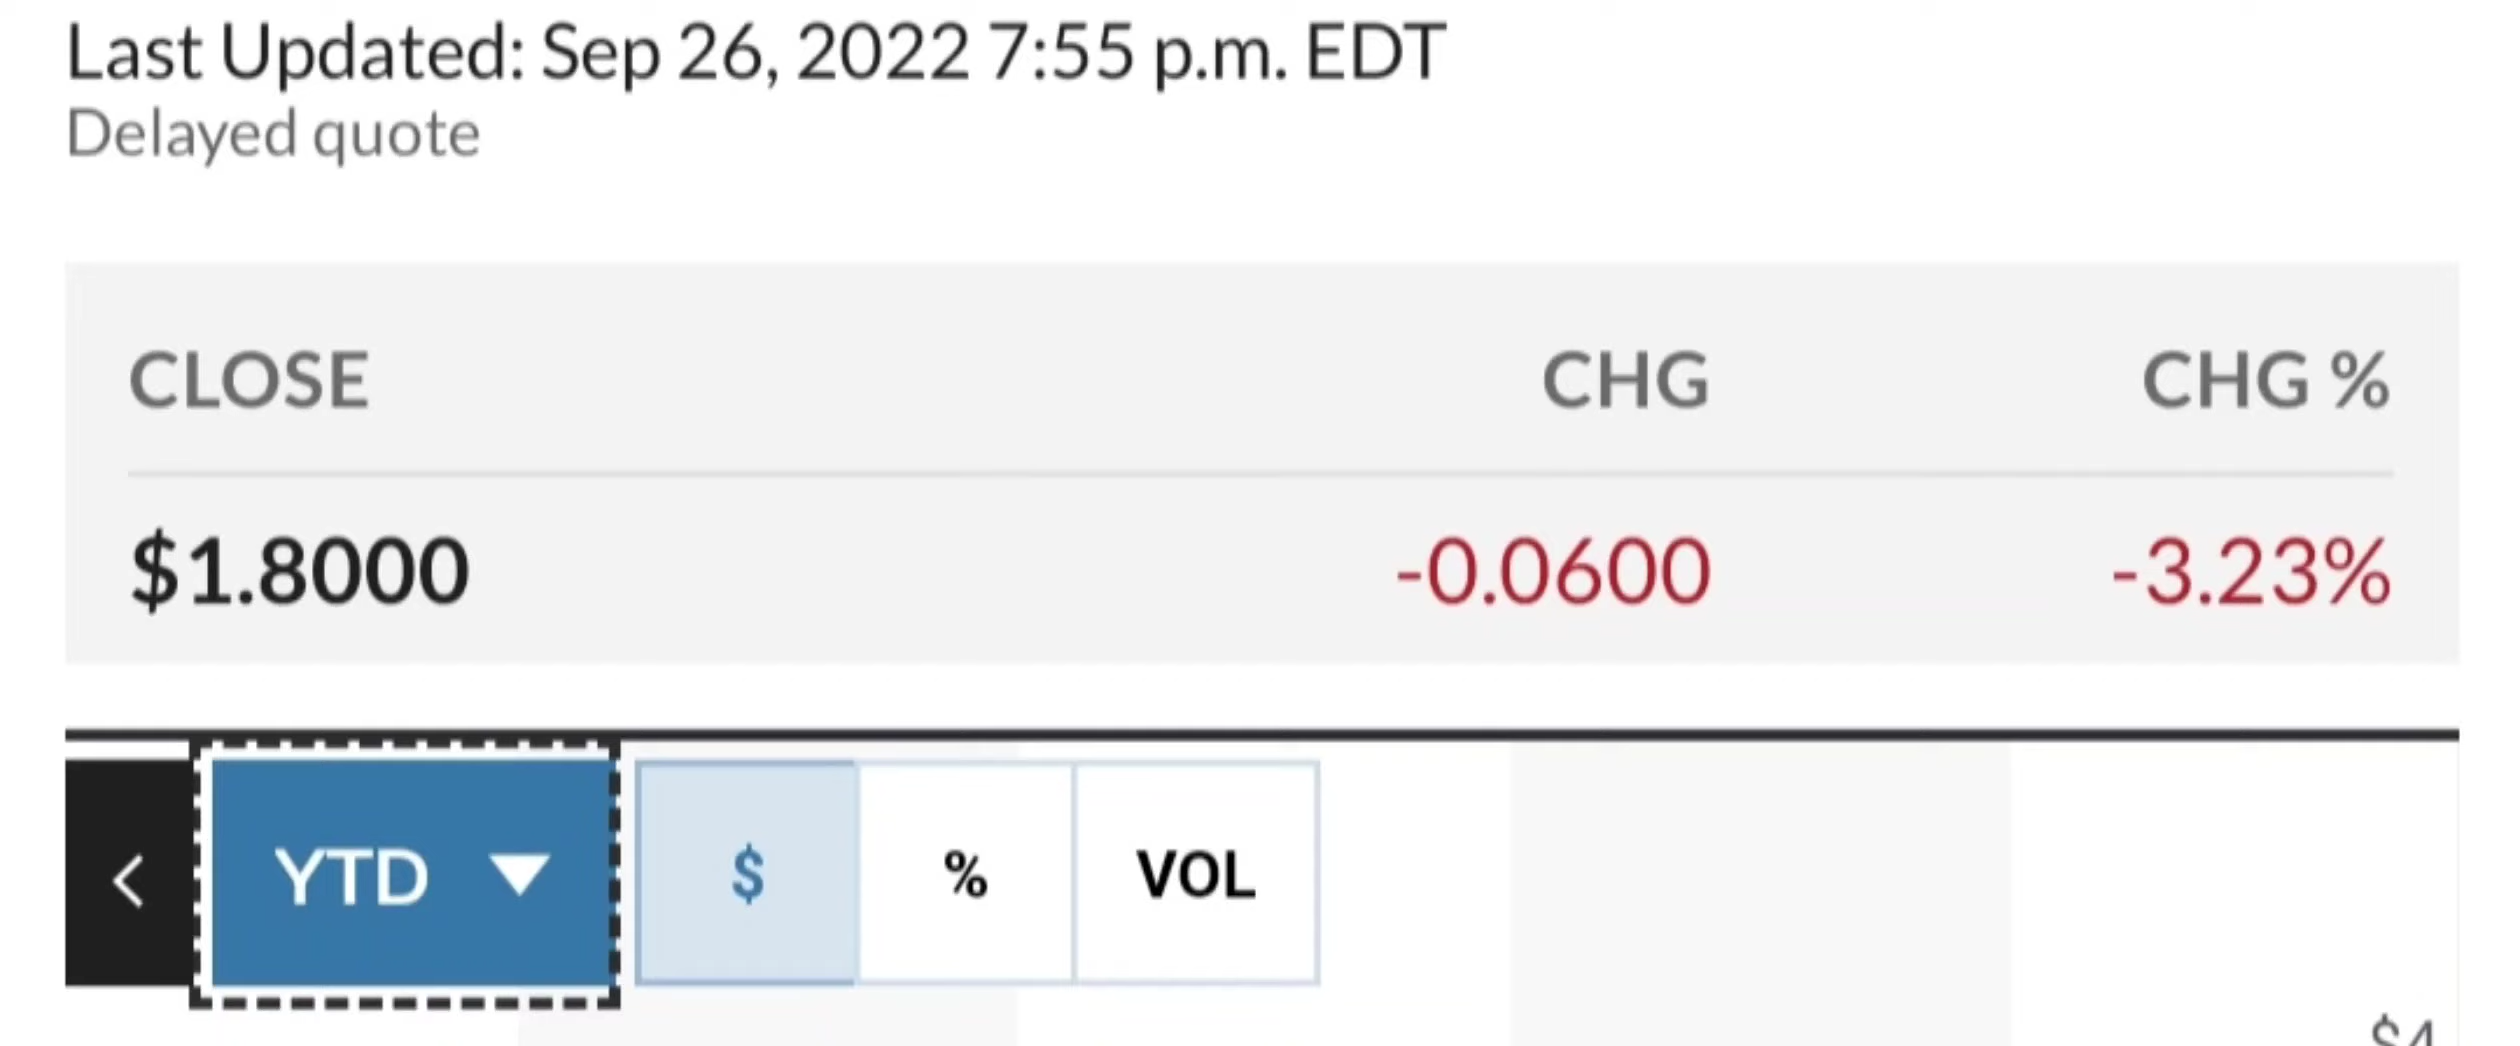 Last Updated: Sep 26, 2022 7:55 p.m. EDT
Delayed quote
CLOSE CHG CHG %
$1.8000 -0.0600 -3.23%
YTD $ % VOL
$4